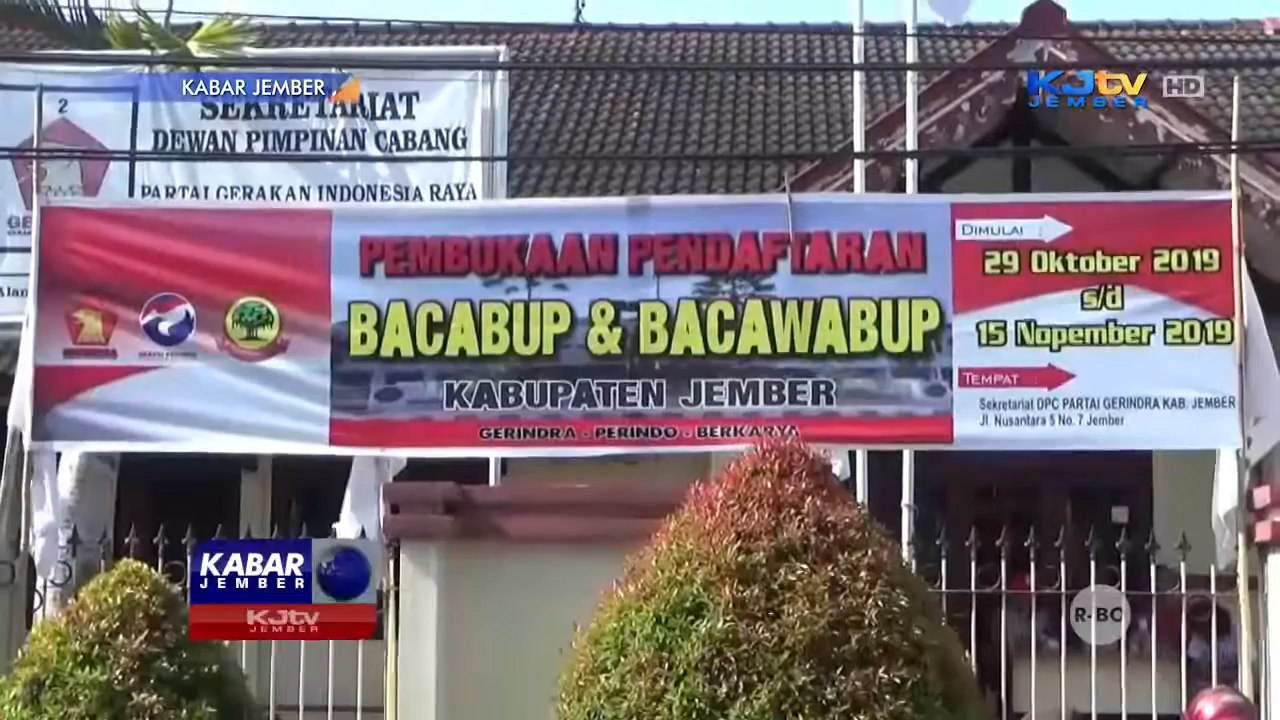 KABAR JEMBER
KJtv HD
JEMBER
2
SEKRETARIAT
DEWAN PIMPINAN CABANG
PARTAI GERAKAN INDONESIA RAYA
PEMBUKAAN PENDAFTARAN
BACABUP & BACAWABUP
KABUPATEN JEMBER
GERINDRA - PERINDO - BERKARYA
DIMULAI
29 Oktober 2019
s/d
15 Nopember 2019
TEMPAT
Sekretariat DPC PARTAI GERINDRA KAB. JEMBER
Jl. Nusantara 5 No. 7 Jember
KABAR
JEMBER
KJtv
JEMBER
R-BO